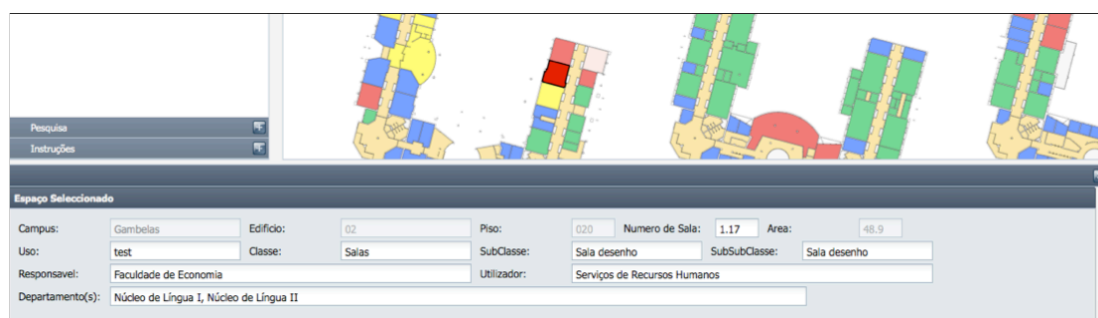 Pesquisa
Instruções
Espaço Seleccionado
Campus: Gambelas Edificio: 02 Piso: 020 Numero de Sala: 1.17 Area: 48.9
Uso: test Classe: Salas SubClasse: Sala desenho SubSubClasse: Sala desenho
Responsavel: Faculdade de Economia Utilizador: Serviços de Recursos Humanos
Departamento(s): Núcleo de Língua I, Núcleo de Língua II